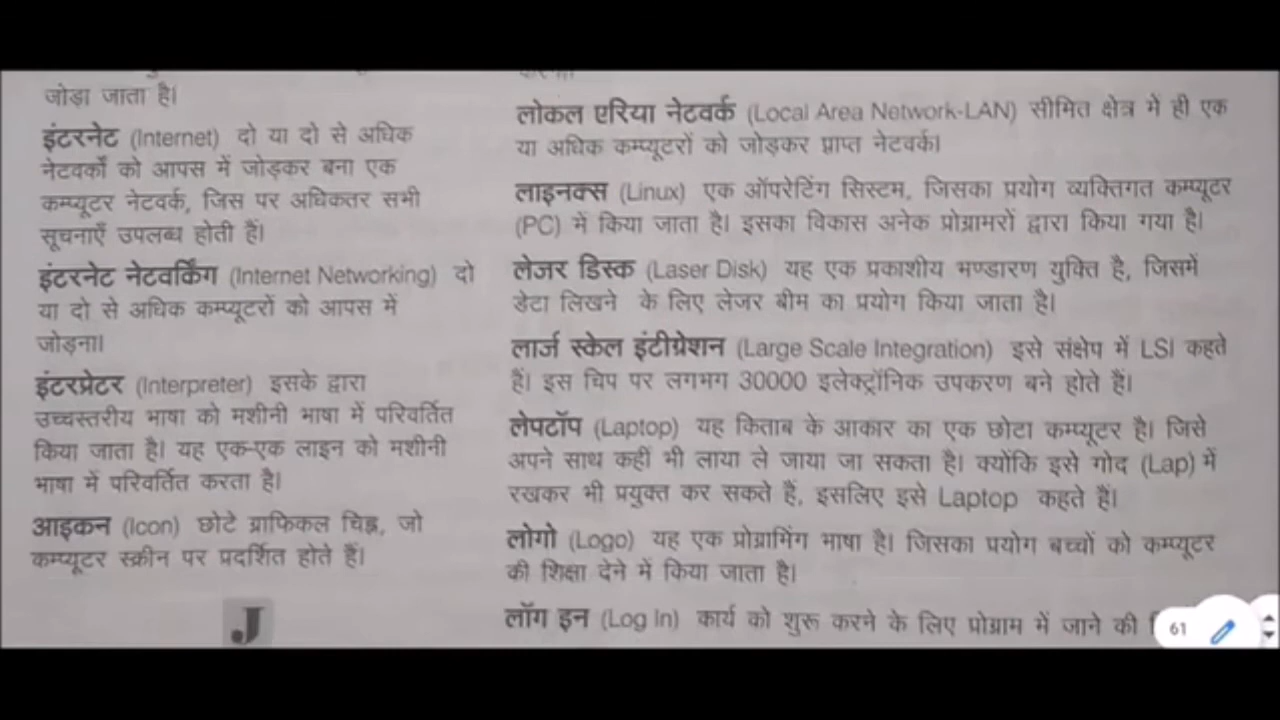 जोड़ा जाता है।
इंटरनेट (Internet) दो या दो से अधिक
नेटवर्कों को आपस में जोड़कर बना एक
कम्प्यूटर नेटवर्क, जिस पर अधिकतर सभी
सूचनाएँ उपलब्ध होती हैं।
इंटरनेट नेटवर्किंग (Internet Networking) दो
या दो से अधिक कम्प्यूटरों को आपस में
जोड़ना।
इंटरप्रेटर (Interpreter) इसके द्वारा
उच्चस्तरीय भाषा को मशीनी भाषा में परिवर्तित
किया जाता है। यह एक-एक लाइन को मशीनी
भाषा में परिवर्तित करता है।
आइकन (Icon) छोटे ग्राफिकल चिह्न, जो
कम्प्यूटर स्क्रीन पर प्रदर्शित होते हैं।
J
लोकल एरिया नेटवर्क (Local Area Network-LAN) सीमित क्षेत्र में ही एक
या अधिक कम्प्यूटरों को जोड़कर प्राप्त नेटवर्क।
लाइनक्स (Linux) एक ऑपरेटिंग सिस्टम, जिसका प्रयोग व्यक्तिगत कम्प्यूटर
(PC) में किया जाता है। इसका विकास अनेक प्रोग्रामरों द्वारा किया गया है।
लेजर डिस्क (Laser Disk) यह एक प्रकाशीय भण्डारण युक्ति है, जिसमें
डेटा लिखने के लिए लेजर बीम का प्रयोग किया जाता है।
लार्ज स्केल इंटीग्रेशन (Large Scale Integration) इसे संक्षेप में LSI कहते
हैं। इस चिप पर लगभग 30000 इलेक्ट्रॉनिक उपकरण बने होते हैं।
लेपटॉप (Laptop) यह किताब के आकार का एक छोटा कम्प्यूटर है। जिसे
अपने साथ कहीं भी लाया ले जाया जा सकता है। क्योंकि इसे गोद (Lap) में
रखकर भी प्रयुक्त कर सकते हैं, इसलिए इसे Laptop कहते हैं।
लोगो (Logo) यह एक प्रोग्रामिंग भाषा है। जिसका प्रयोग बच्चों को कम्प्यूटर
की शिक्षा देने में किया जाता है।
लॉग इन (Log In) कार्य को शुरू करने के लिए प्रोग्राम में जाने की
61